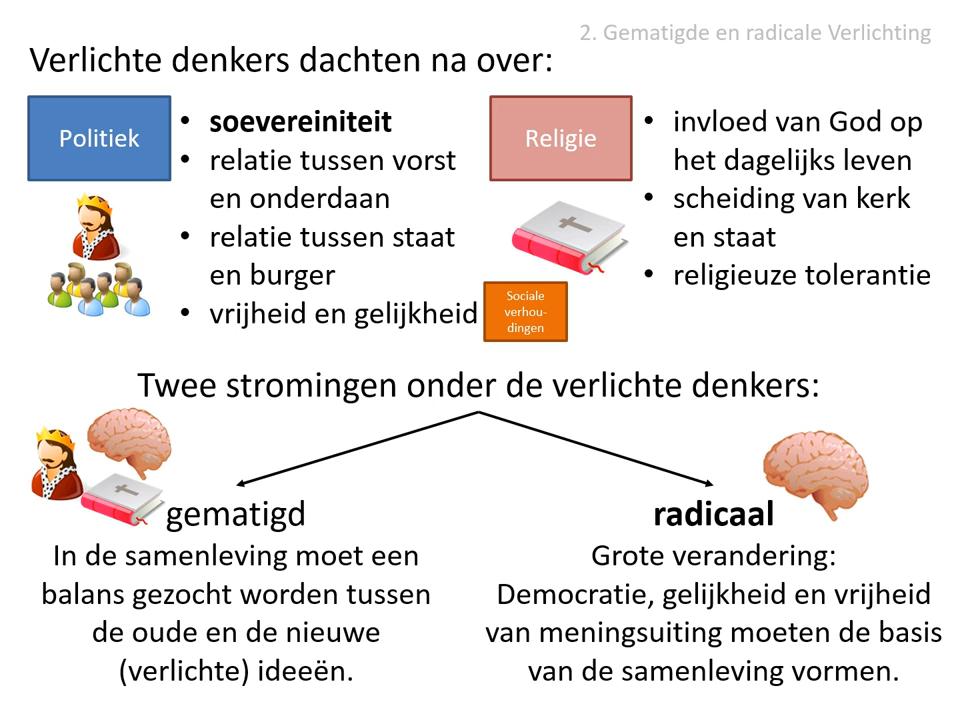 2. Gematigde en radicale Verlichting
Verlichte denkers dachten na over:
Politiek
• soevereiniteit
• relatie tussen vorst
en onderdaan
• relatie tussen staat
en burger
• vrijheid en gelijkheid
Religie
• invloed van God op
het dagelijks leven
• scheiding van kerk
en staat
• religieuze tolerantie
Sociale
verhou-
dingen
Twee stromingen onder de verlichte denkers:
gematigd
In de samenleving moet een
balans gezocht worden tussen
de oude en de nieuwe
(verlichte) ideeën.
radicaal
Grote verandering:
Democratie, gelijkheid en vrijheid
van meningsuiting moeten de basis
van de samenleving vormen.